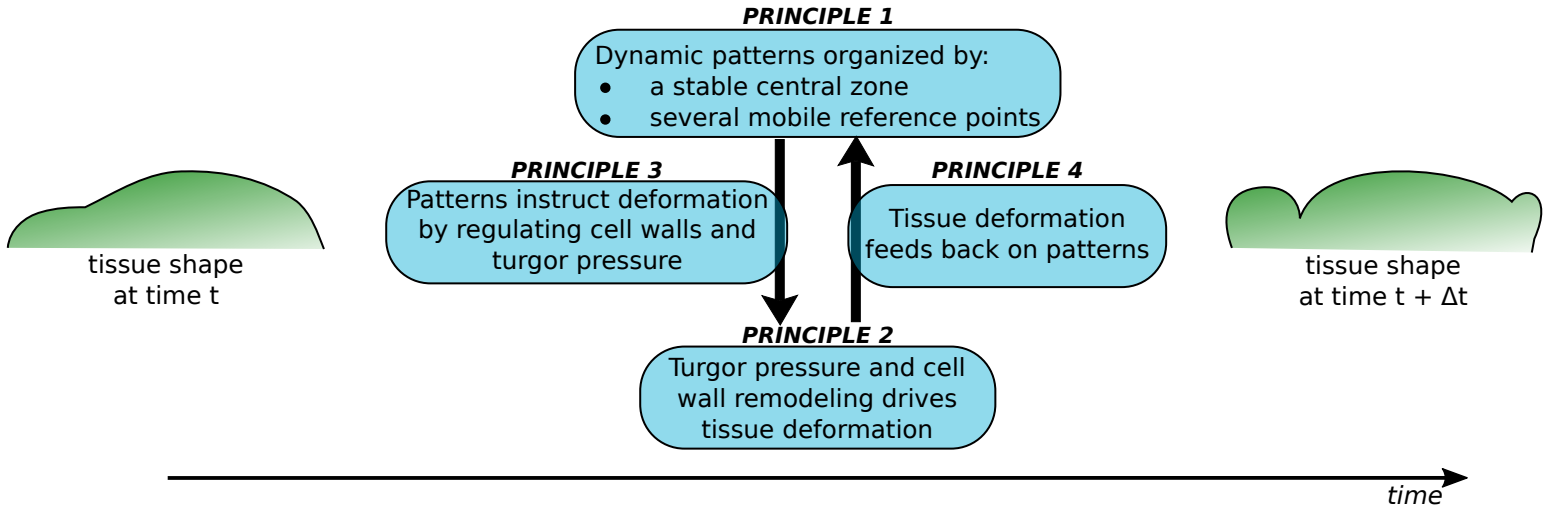 PRINCIPLE 1
Dynamic patterns organized by:
● a stable central zone
● several mobile reference points
PRINCIPLE 3
Patterns instruct deformation
by regulating cell walls and
turgor pressure
PRINCIPLE 4
Tissue deformation
feeds back on patterns
tissue shape
at time t
tissue shape
at time t + Δt
PRINCIPLE 2
Turgor pressure and cell
wall remodeling drives
tissue deformation
time